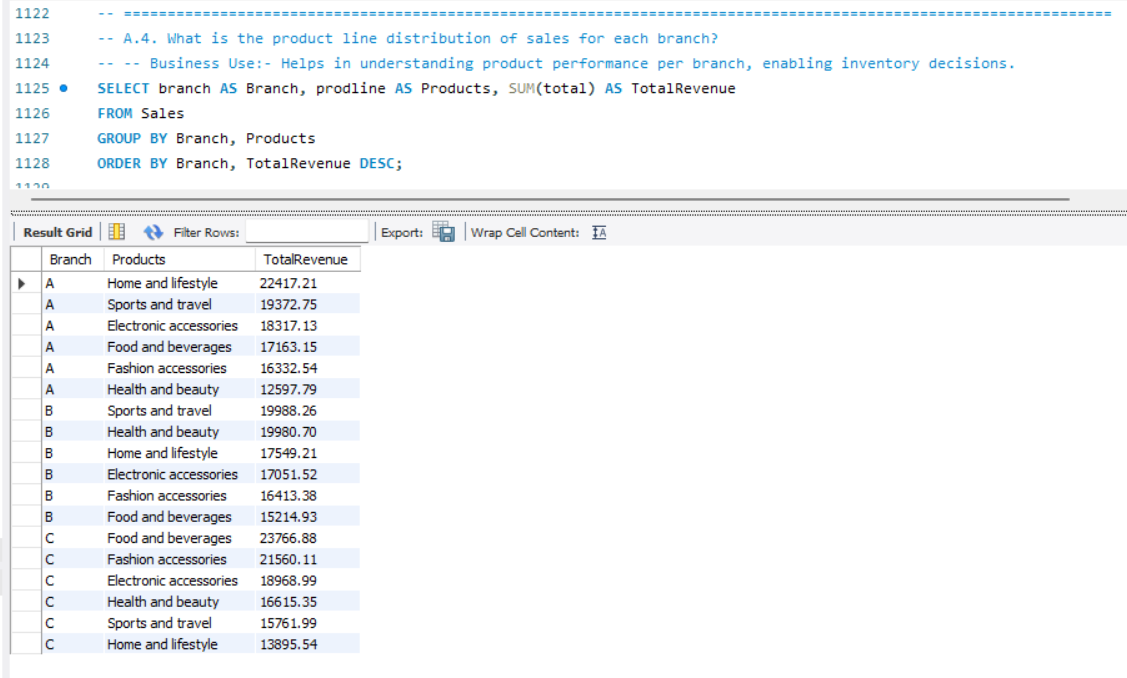 1122 -- ==============================================================================================================
1123 -- A.4. What is the product line distribution of sales for each branch?
1124 -- -- Business Use:- Helps in understanding product performance per branch, enabling inventory decisions.
1125 SELECT branch AS Branch, prodline AS Products, SUM(total) AS TotalRevenue
1126 FROM Sales
1127 GROUP BY Branch, Products
1128 ORDER BY Branch, TotalRevenue DESC;
1129
Result Grid Filter Rows: Export: Wrap Cell Content:
Branch Products TotalRevenue
A Home and lifestyle 22417.21
A Sports and travel 19372.75
A Electronic accessories 18317.13
A Food and beverages 17163.15
A Fashion accessories 16332.54
A Health and beauty 12597.79
B Sports and travel 19988.26
B Health and beauty 19980.70
B Home and lifestyle 17549.21
B Electronic accessories 17051.52
B Fashion accessories 16413.38
B Food and beverages 15214.93
C Food and beverages 23766.88
C Fashion accessories 21560.11
C Electronic accessories 18968.99
C Health and beauty 16615.35
C Sports and travel 15761.99
C Home and lifestyle 13895.54